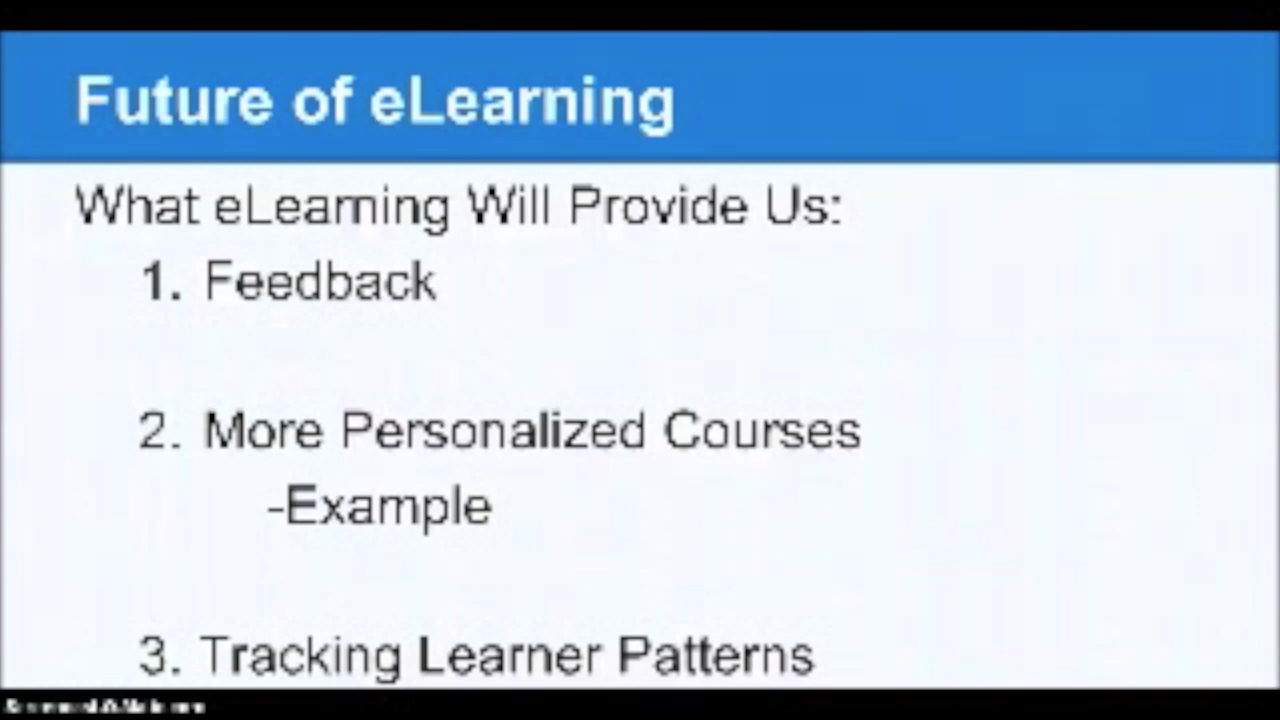 Future of eLearning
What eLearning Will Provide Us:
1. Feedback
2. More Personalized Courses
-Example
3. Tracking Learner Patterns